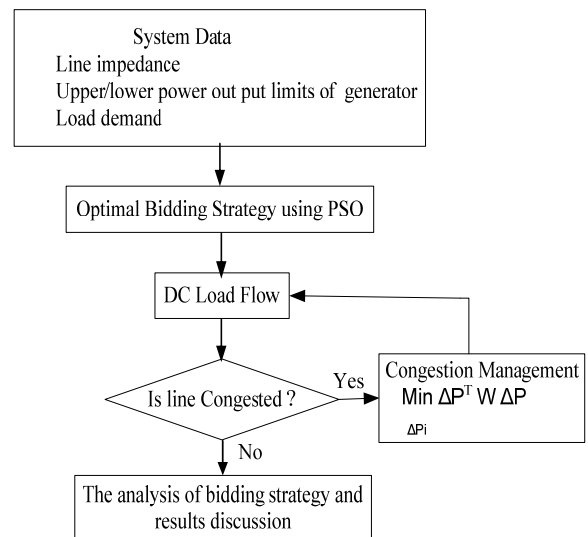 System Data
Line impedance
Upper/lower power out put limits of generator
Load demand
Optimal Bidding Strategy using PSO
DC Load Flow
Is line Congested ?
Yes
Congestion Management
Min ΔPᵀ W ΔP
ΔPi
No
The analysis of bidding strategy and
results discussion